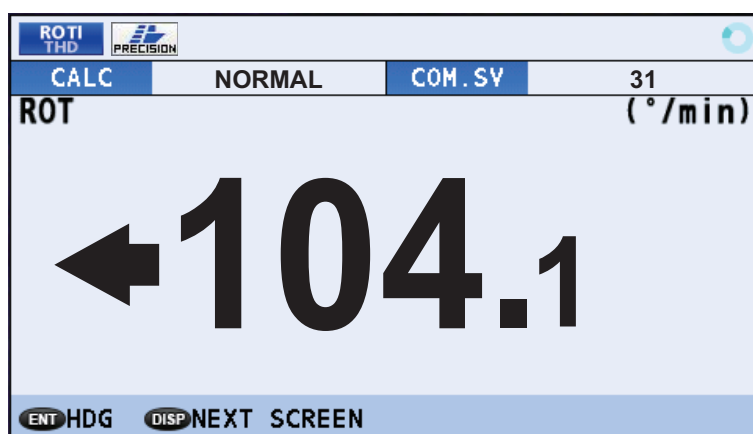 ROTI
THD PRECISION
CALC NORMAL COM.SV 31
ROT (°/min)
104.1
ENT HDG DISP NEXT SCREEN